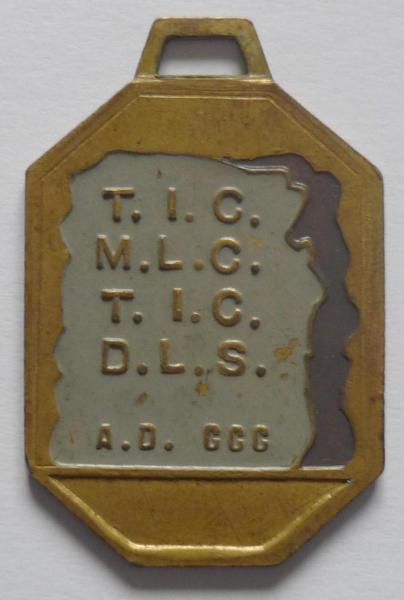 T. I. C.
M.L.C.
T. I.C.
D.L.S.
A.D. CCC